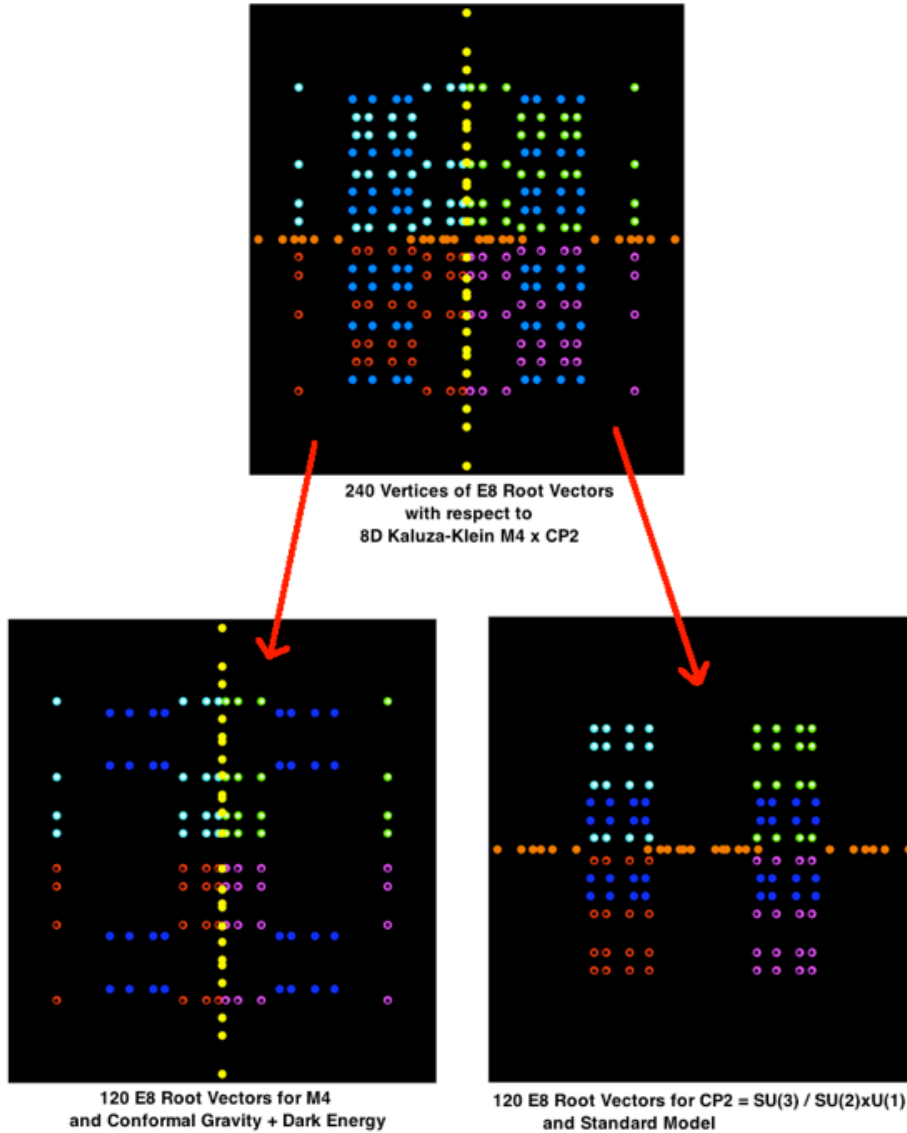 240 Vertices of E8 Root Vectors
with respect to
8D Kaluza-Klein M4 x CP2
120 E8 Root Vectors for M4
and Conformal Gravity + Dark Energy
120 E8 Root Vectors for CP2 = SU(3) / SU(2)xU(1)
and Standard Model